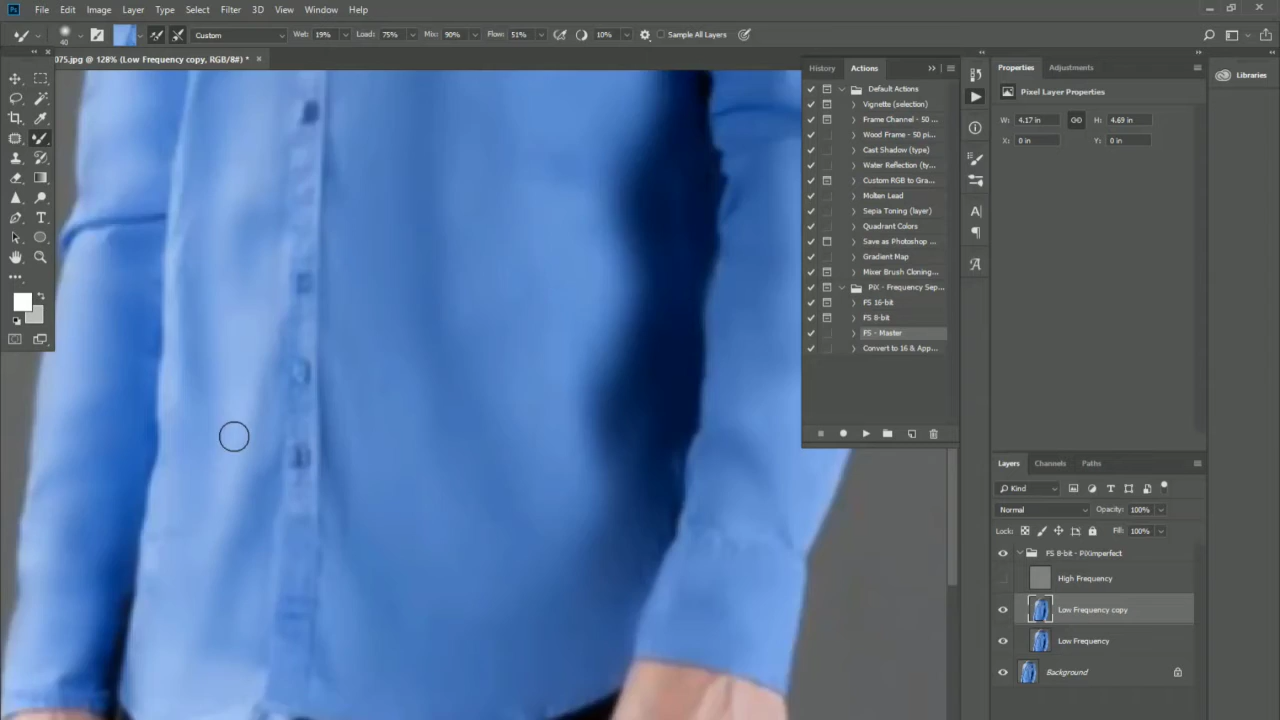 Ps File Edit Image Layer Type Select Filter 3D View Window Help
40 Custom Wet: 19% Load: 75% Mix: 90% Flow: 51% 10% Sample All Layers
075.jpg @ 128% (Low Frequency copy, RGB/8#) * ×
History Actions
Default Actions
Vignette (selection)
Frame Channel - 50 ...
Wood Frame - 50 pi...
Cast Shadow (type)
Water Reflection (ty...
Custom RGB to Gra...
Molten Lead
Sepia Toning (layer)
Quadrant Colors
Save as Photoshop ...
Gradient Map
Mixer Brush Cloning...
PiX - Frequency Sep...
FS 16-bit
FS 8-bit
FS - Master
Convert to 16 & App...
Properties Adjustments
Pixel Layer Properties
W: 4.17 in H: 4.69 in
X: 0 in Y: 0 in
Libraries
Layers Channels Paths
Kind
Normal Opacity: 100%
Lock: Fill: 100%
FS 8-bit - PiXimperfect
High Frequency
Low Frequency copy
Low Frequency
Background